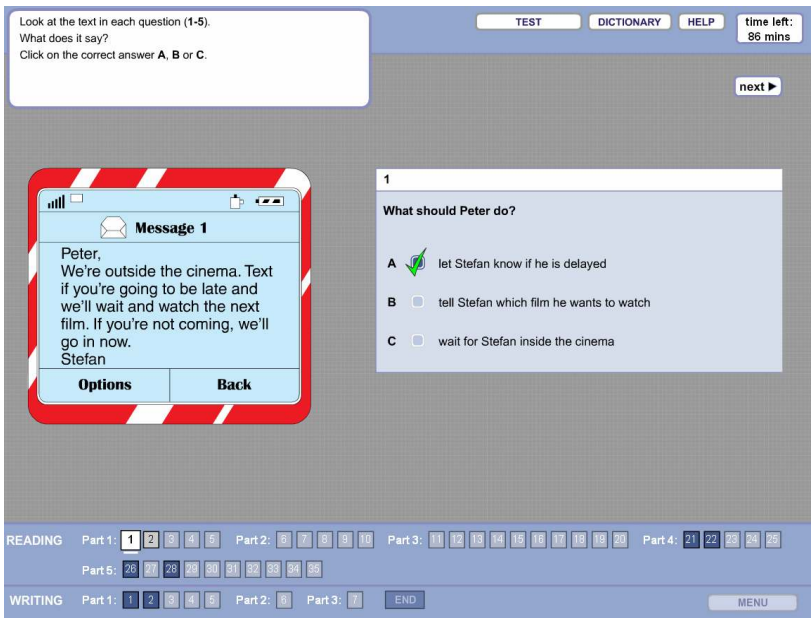 Look at the text in each question (1-5).
What does it say?
Click on the correct answer A, B or C.
TEST
DICTIONARY
HELP
time left:
86 mins
next
Message 1
Peter,
We're outside the cinema. Text
if you're going to be late and
we'll wait and watch the next
film. If you're not coming, we'll
go in now.
Stefan
Options
Back
1
What should Peter do?
A let Stefan know if he is delayed
B tell Stefan which film he wants to watch
C wait for Stefan inside the cinema
READING Part 1: 1 2 3 4 5 Part 2: 6 7 8 9 10 Part 3: 11 12 13 14 15 16 17 18 19 20 Part 4: 21 22 23 24 25
Part 5: 26 27 28 29 30 31 32 33 34 35
WRITING Part 1: 1 2 3 4 5 Part 2: 6 Part 3: 7 END
MENU